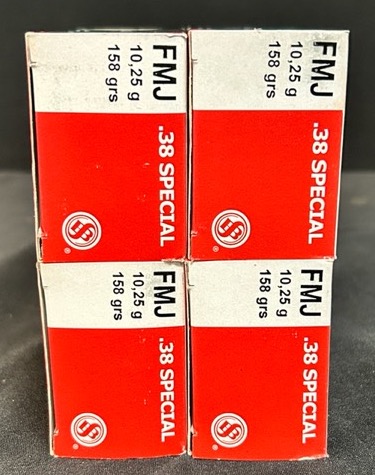 FMJ
10,25 g
158 grs
.38 SPECIAL
®
FMJ
10,25 g
158 grs
.38 SPECIAL
®
FMJ
10,25 g
158 grs
.38 SPECIAL
®
FMJ
10,25 g
158 grs
.38 SPECIAL
®